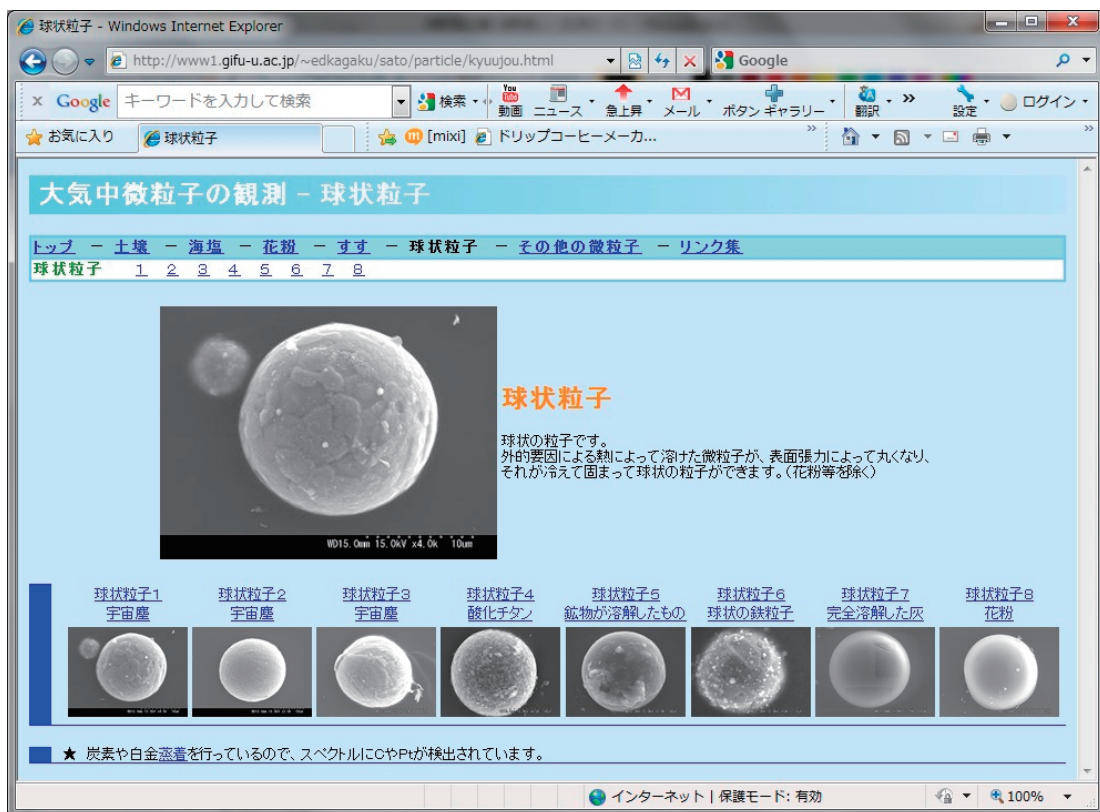 球状粒子 - Windows Internet Explorer
http://www1.gifu-u.ac.jp/~edkagaku/sato/particle/kyuujou.html
Google
x Google キーワードを入力して検索 検索 You Tube 動画 ニュース 急上昇 メール ボタン ギャラリー 翻訳 » 設定 ログイン
お気に入り 球状粒子 [mixi] ドリップコーヒーメーカ... » »
大気中微粒子の観測 － 球状粒子
トップ － 土壌 － 海塩 － 花粉 － すす － 球状粒子 － その他の微粒子 － リンク集
球状粒子 1 2 3 4 5 6 7 8
WD15.0mm 15.0kV x4.0k 10um
球状粒子
球状の粒子です。
外的要因による熱によって溶けた微粒子が、表面張力によって丸くなり、
それが冷えて固まって球状の粒子ができます。（花粉等を除く）
球状粒子1 球状粒子2 球状粒子3 球状粒子4 球状粒子5 球状粒子6 球状粒子7 球状粒子8
宇宙塵 宇宙塵 宇宙塵 酸化チタン 鉱物が溶解したもの 球状の鉄粒子 完全溶解した灰 花粉
★ 炭素や白金蒸着を行っているので、スペクトルにCやPtが検出されています。
インターネット | 保護モード: 有効 100%